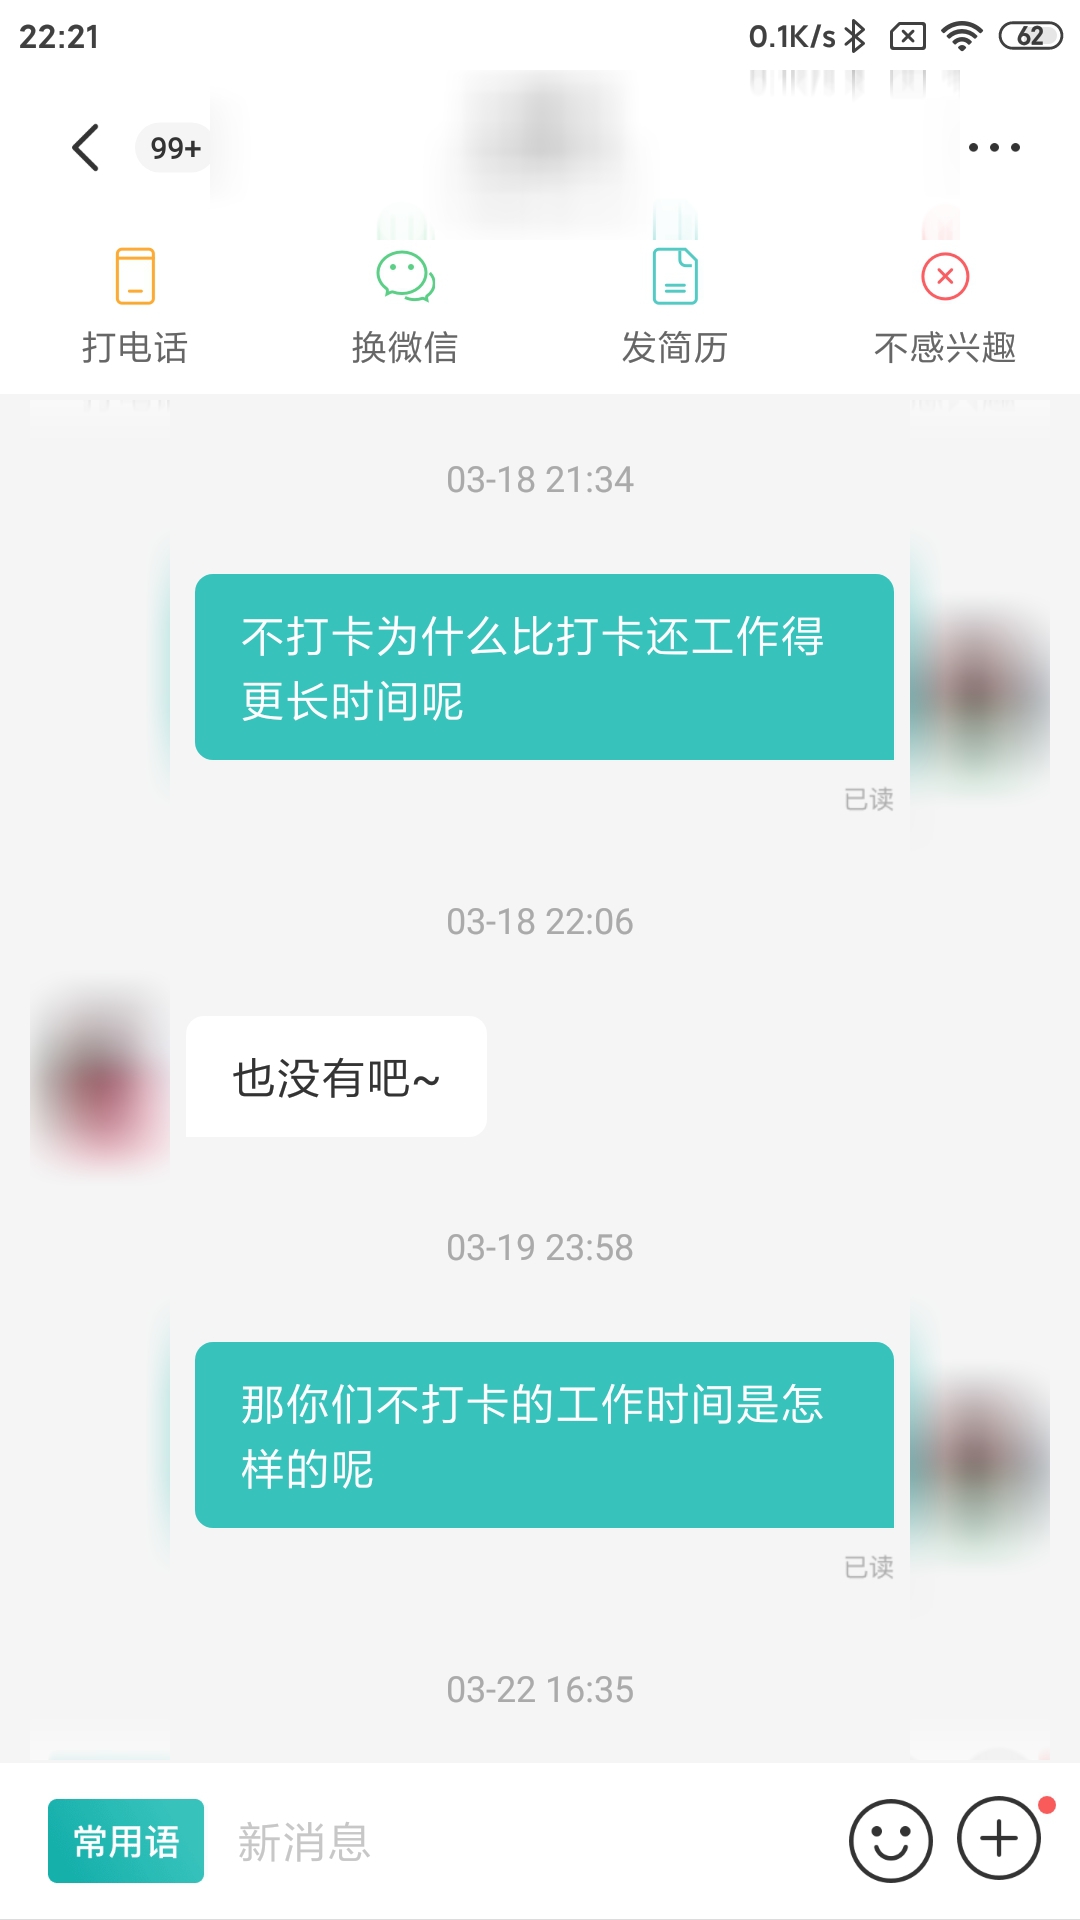 22:21
0.1K/s
62
99+
打电话
换微信
发简历
不感兴趣
03-18 21:34
不打卡为什么比打卡还工作得
更长时间呢
已读
03-18 22:06
也没有吧~
03-19 23:58
那你们不打卡的工作时间是怎
样的呢
已读
03-22 16:35
常用语
新消息